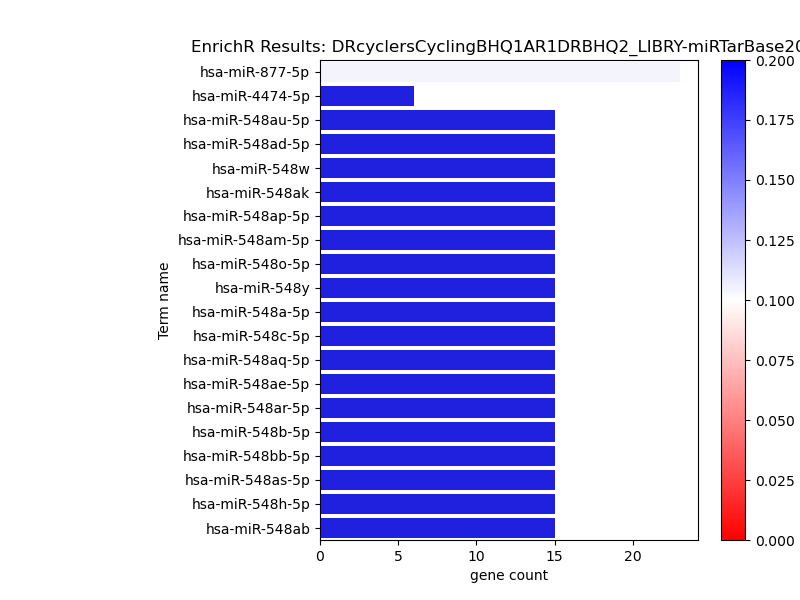 EnrichR Results: DRcyclersCyclingBHQ1AR1DRBHQ2_LIBRY-miRTarBase20
hsa-miR-877-5p
hsa-miR-4474-5p
hsa-miR-548au-5p
hsa-miR-548ad-5p
hsa-miR-548w
hsa-miR-548ak
hsa-miR-548ap-5p
hsa-miR-548am-5p
hsa-miR-548o-5p
hsa-miR-548y
hsa-miR-548a-5p
hsa-miR-548c-5p
hsa-miR-548aq-5p
hsa-miR-548ae-5p
hsa-miR-548ar-5p
hsa-miR-548b-5p
hsa-miR-548bb-5p
hsa-miR-548as-5p
hsa-miR-548h-5p
hsa-miR-548ab
Term name
0 5 10 15 20
gene count
0.200
0.175
0.150
0.125
0.100
0.075
0.050
0.025
0.000